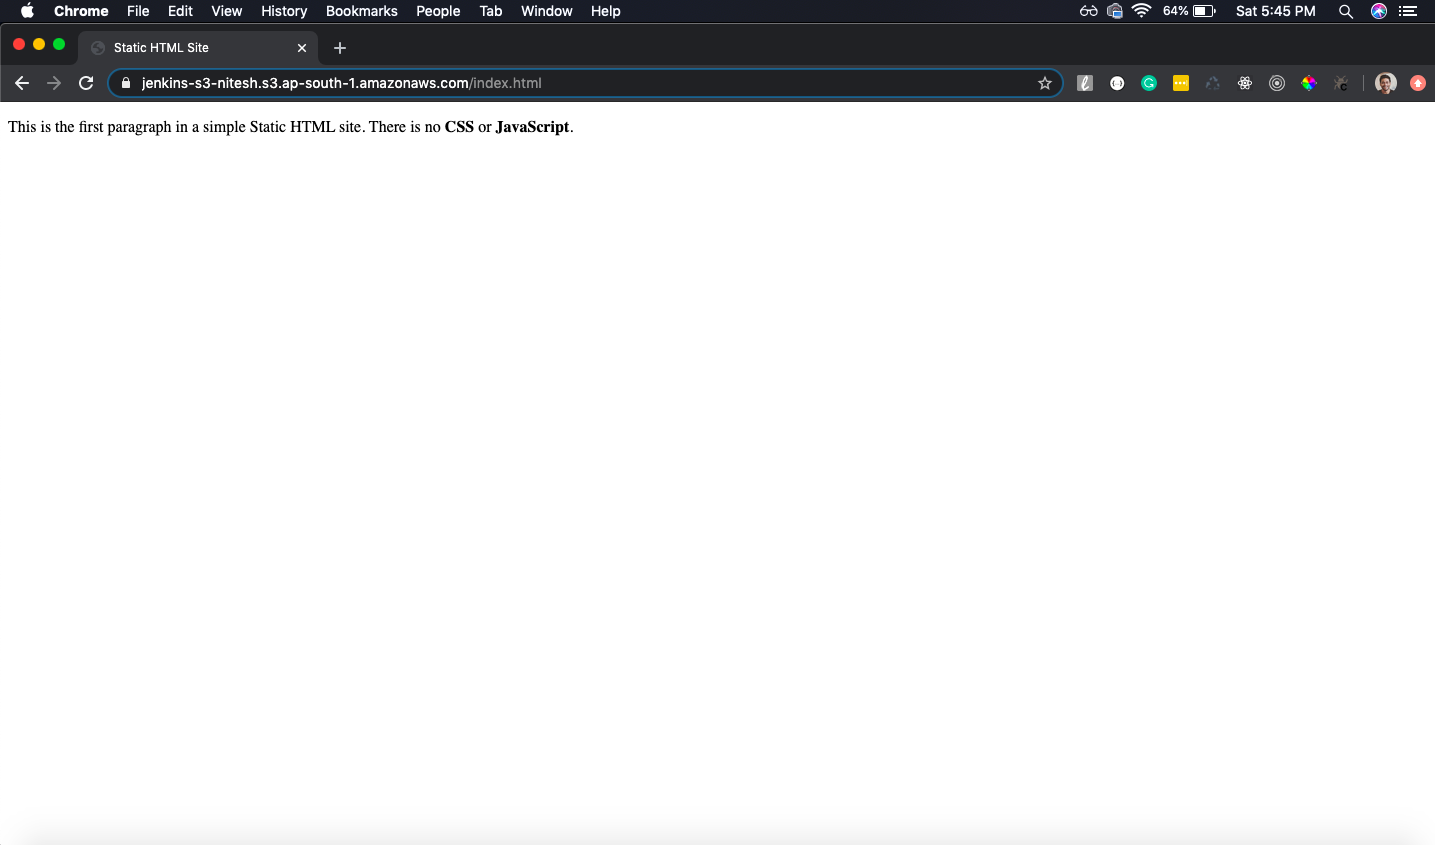 Chrome File Edit View History Bookmarks People Tab Window Help 64% Sat 5:45 PM
Static HTML Site
jenkins-s3-nitesh.s3.ap-south-1.amazonaws.com/index.html
This is the first paragraph in a simple Static HTML site. There is no CSS or JavaScript.